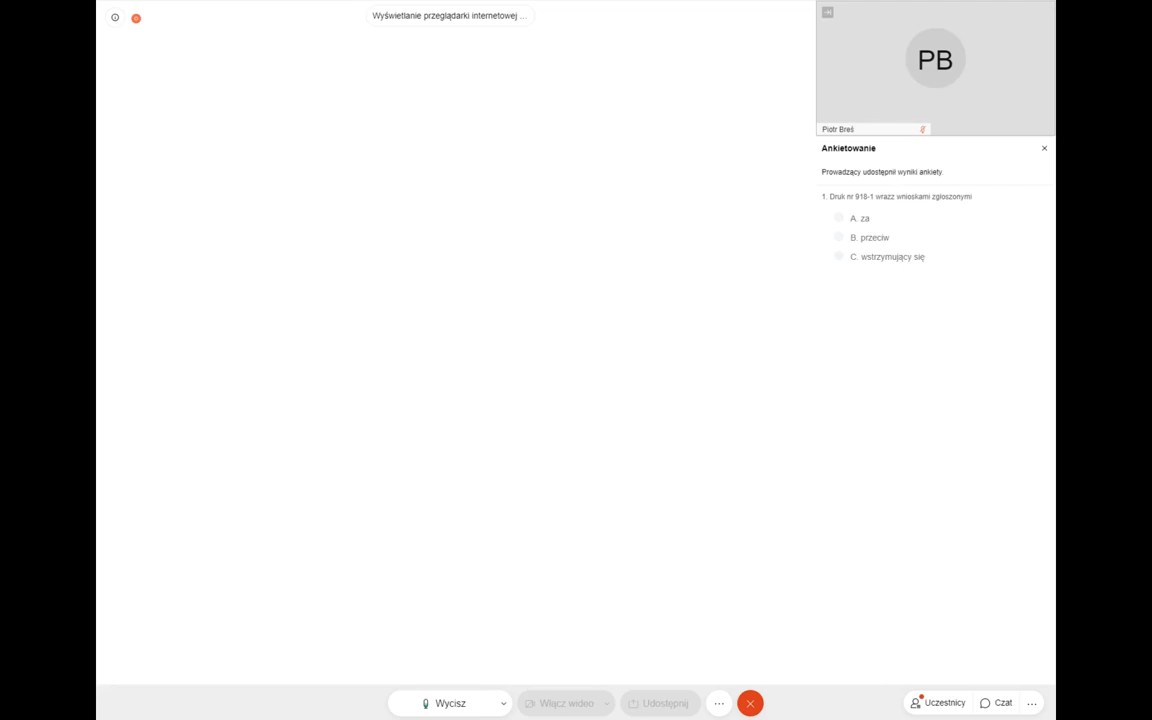 Wyświetlanie przeglądarki internetowej ...
PB
Piotr Breś
Ankietowanie
Prowadzący udostępnił wyniki ankiety.
1. Druk nr 918-1 wrazz wnioskami zgłoszonymi
A. za
B. przeciw
C. wstrzymujący się
Wycisz
Włącz wideo
Udostępnij
Uczestnicy
Czat